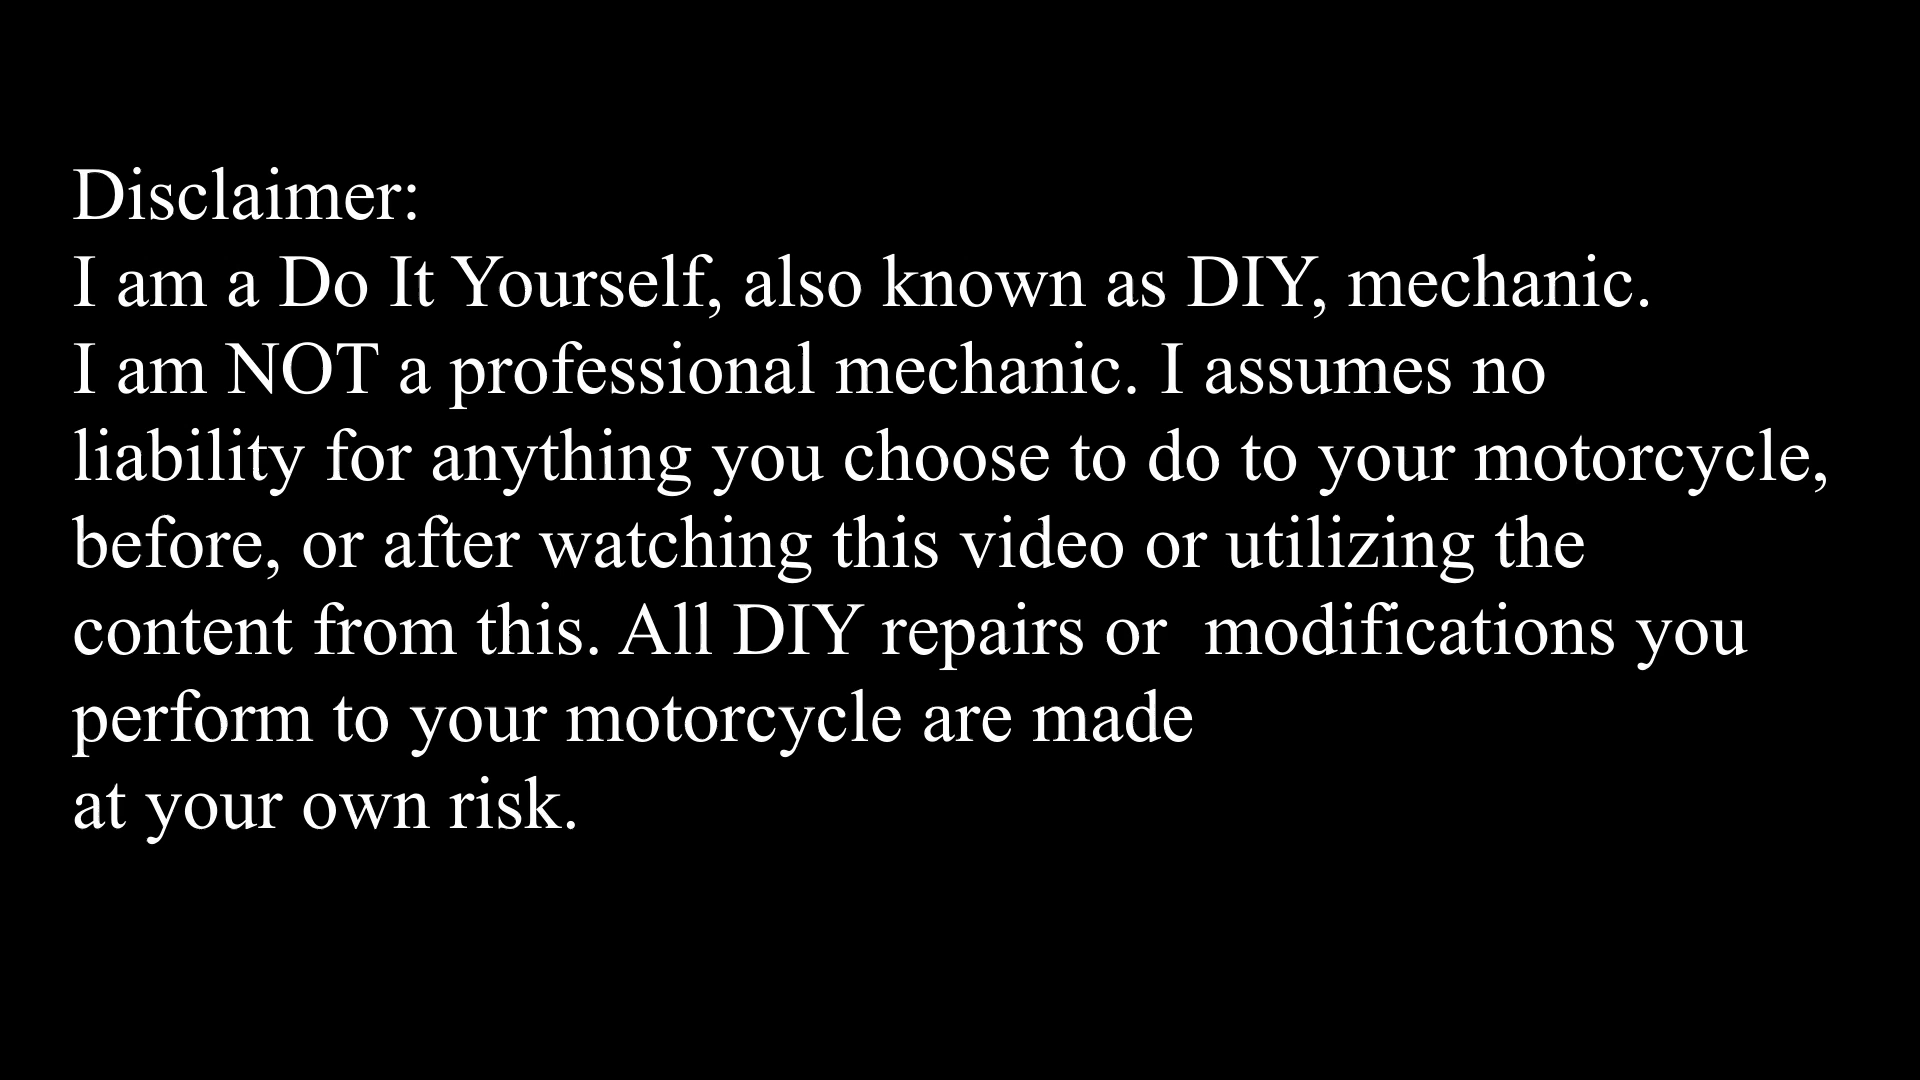 Disclaimer:
I am a Do It Yourself, also known as DIY, mechanic.
I am NOT a professional mechanic. I assumes no
liability for anything you choose to do to your motorcycle,
before, or after watching this video or utilizing the
content from this. All DIY repairs or  modifications you
perform to your motorcycle are made
at your own risk.